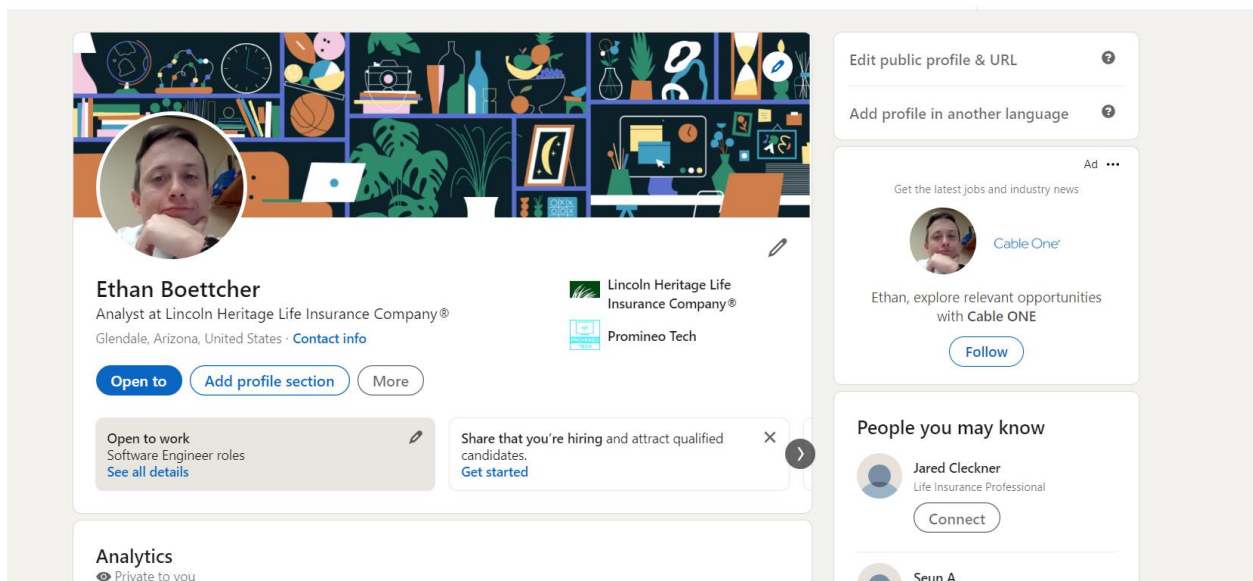 Ethan Boettcher
Analyst at Lincoln Heritage Life Insurance Company®
Glendale, Arizona, United States · Contact info
Lincoln Heritage Life
Insurance Company®
Promineo Tech
Open to
Add profile section
More
Open to work
Software Engineer roles
See all details
Share that you're hiring and attract qualified
candidates.
Get started
Analytics
Private to you
Edit public profile & URL
Add profile in another language
Ad
Get the latest jobs and industry news
Cable One
Ethan, explore relevant opportunities
with Cable ONE
Follow
People you may know
Jared Cleckner
Life Insurance Professional
Connect
Seun A